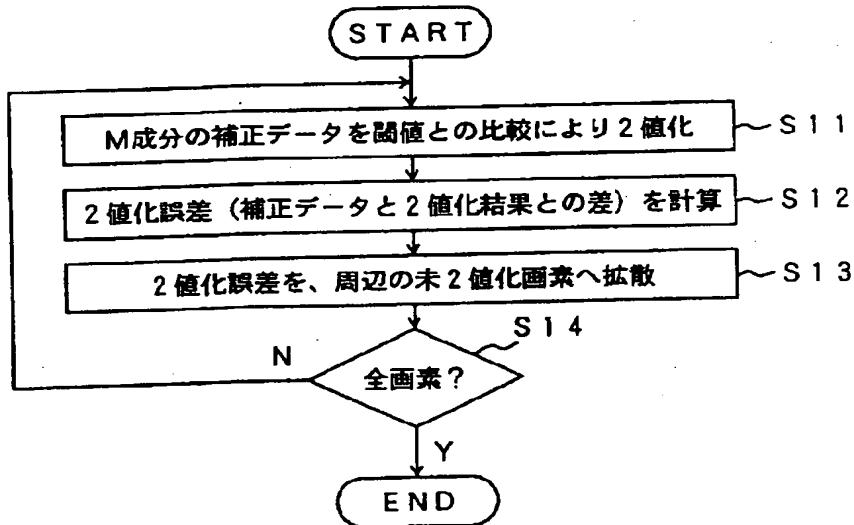 START
M成分の補正データを閾値との比較により2値化
S11
2値化誤差（補正データと2値化結果との差）を計算
S12
2値化誤差を、周辺の未2値化画素へ拡散
S13
S14
N
全画素？
Y
END